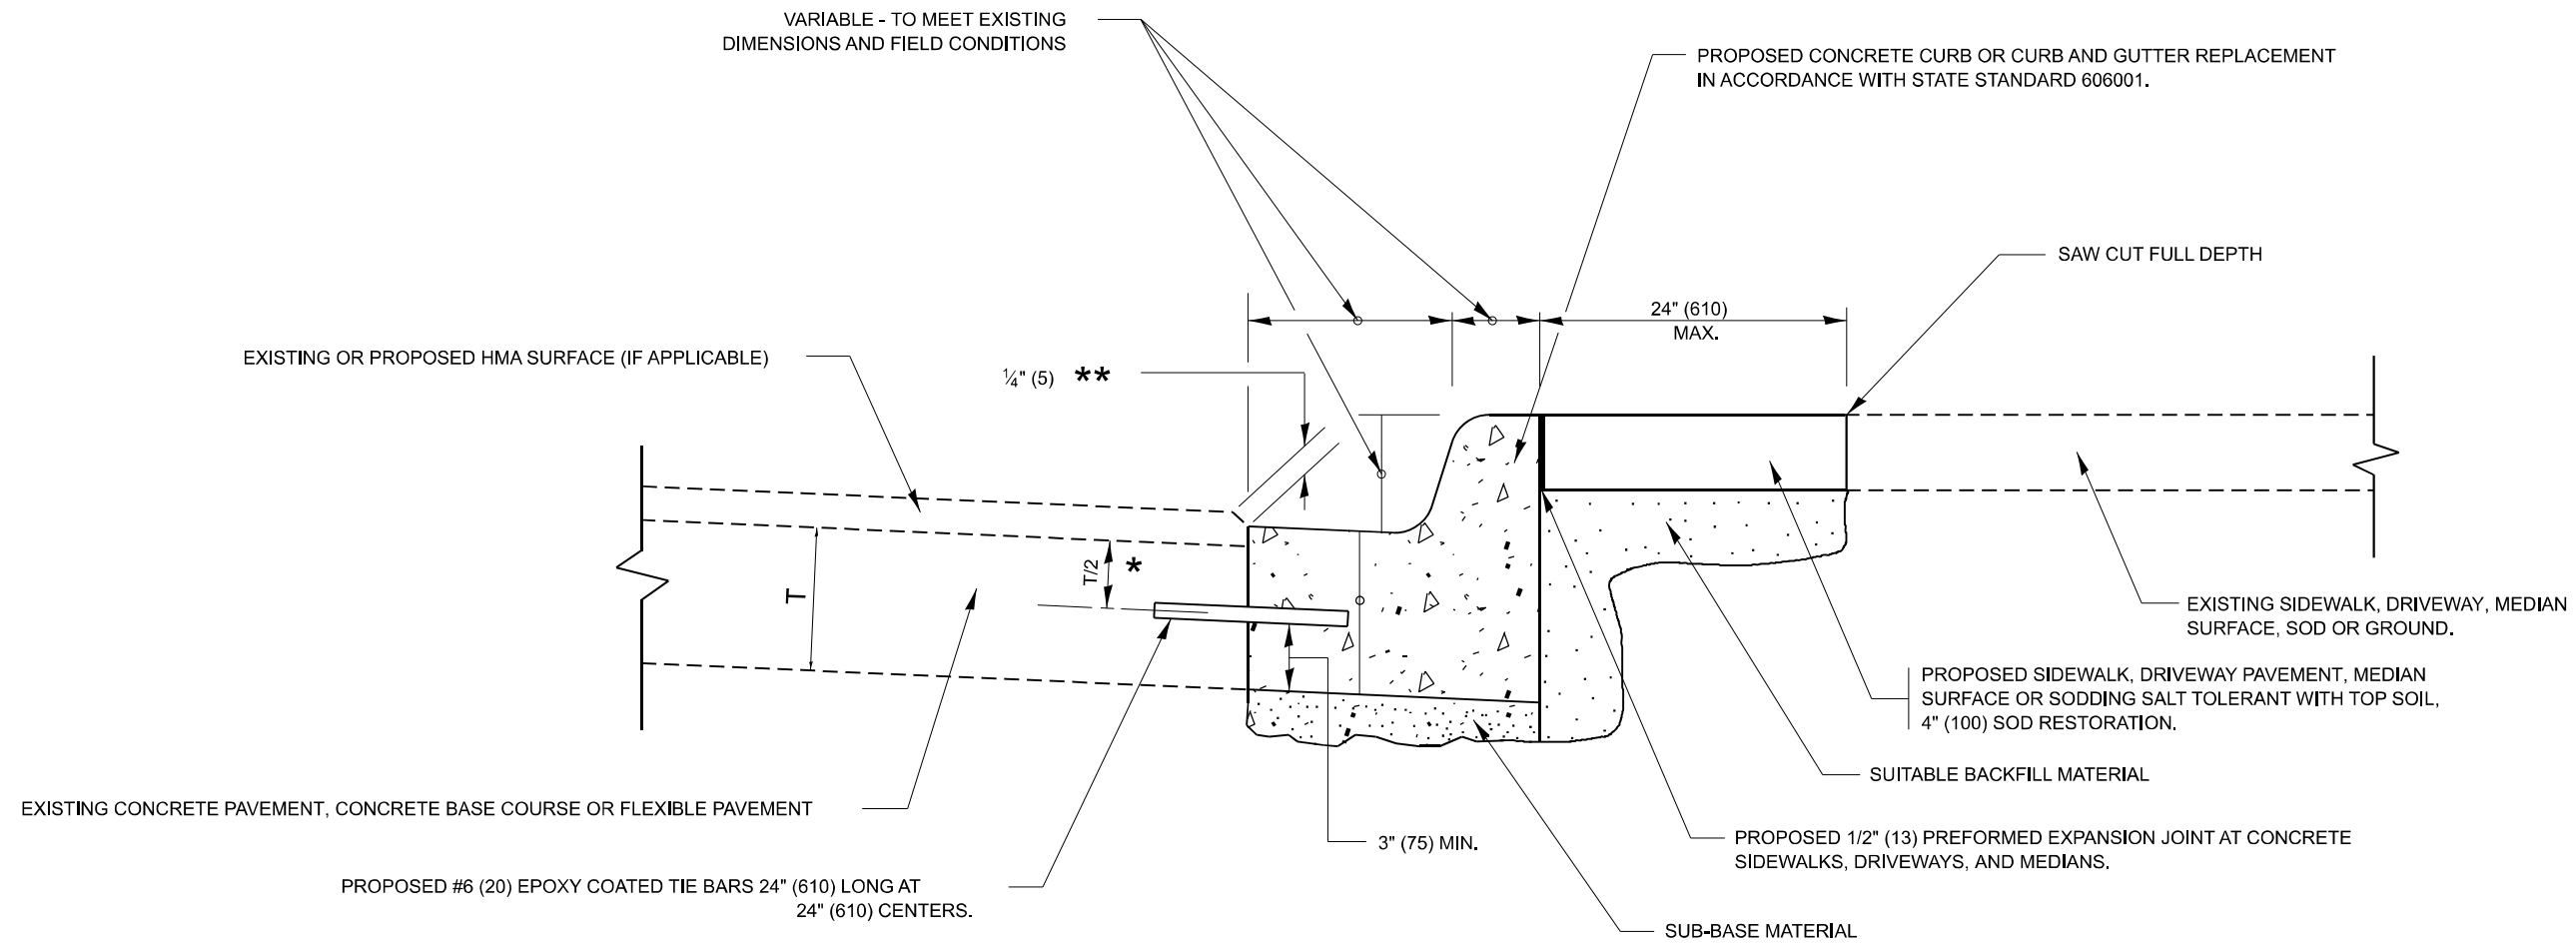 VARIABLE - TO MEET EXISTING
DIMENSIONS AND FIELD CONDITIONS
PROPOSED CONCRETE CURB OR CURB AND GUTTER REPLACEMENT
IN ACCORDANCE WITH STATE STANDARD 606001.
SAW CUT FULL DEPTH
24" (610)
MAX.
EXISTING OR PROPOSED HMA SURFACE (IF APPLICABLE)
¼" (5) **
T/2 *
T
EXISTING SIDEWALK, DRIVEWAY, MEDIAN
SURFACE, SOD OR GROUND.
PROPOSED SIDEWALK, DRIVEWAY PAVEMENT, MEDIAN
SURFACE OR SODDING SALT TOLERANT WITH TOP SOIL,
4" (100) SOD RESTORATION.
SUITABLE BACKFILL MATERIAL
EXISTING CONCRETE PAVEMENT, CONCRETE BASE COURSE OR FLEXIBLE PAVEMENT
3" (75) MIN.
PROPOSED 1/2" (13) PREFORMED EXPANSION JOINT AT CONCRETE
SIDEWALKS, DRIVEWAYS, AND MEDIANS.
PROPOSED #6 (20) EPOXY COATED TIE BARS 24" (610) LONG AT
24" (610) CENTERS.
SUB-BASE MATERIAL